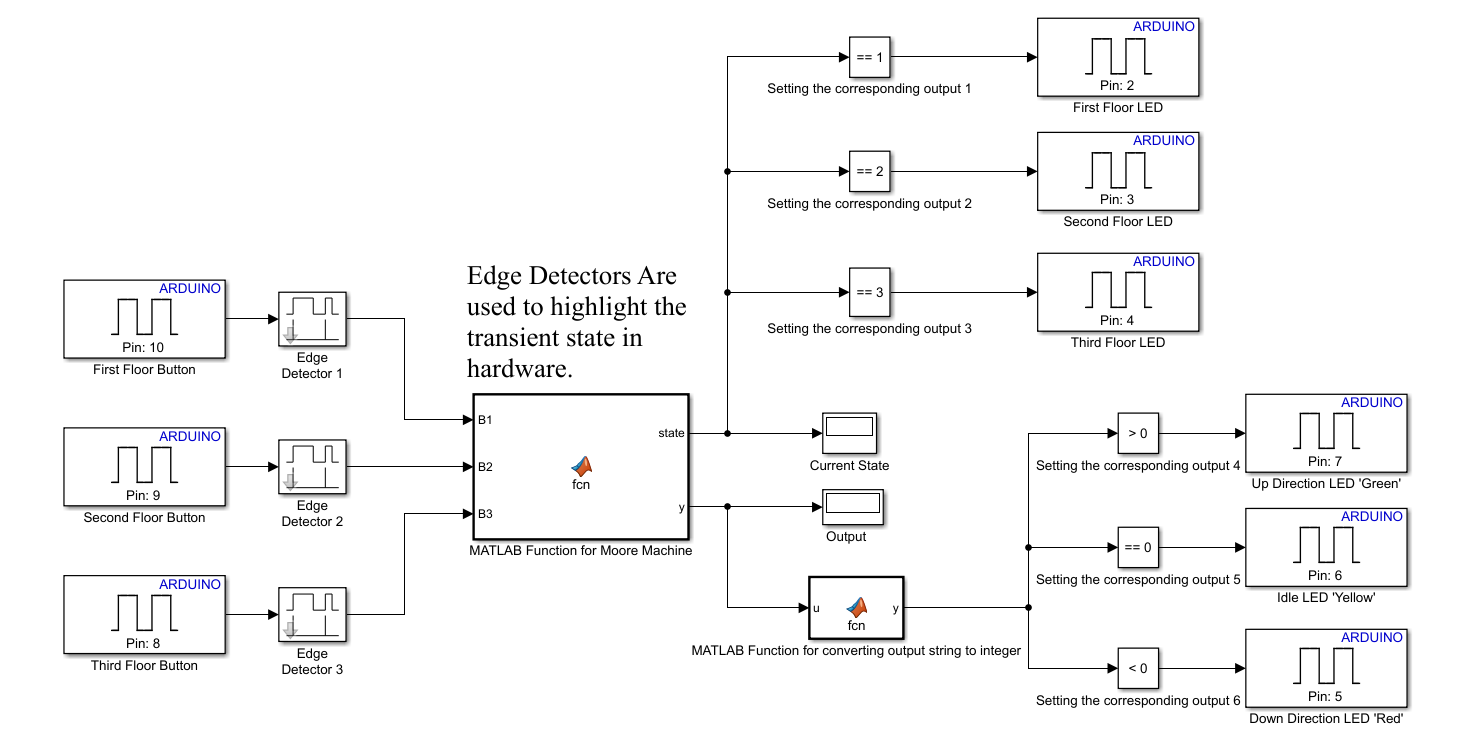 ARDUINO
Pin: 2
First Floor LED
== 1
Setting the corresponding output 1
ARDUINO
Pin: 3
Second Floor LED
== 2
Setting the corresponding output 2
ARDUINO
Pin: 4
Third Floor LED
== 3
Setting the corresponding output 3
Edge Detectors Are
used to highlight the
transient state in
hardware.
ARDUINO
Pin: 10
First Floor Button
Edge
Detector 1
ARDUINO
Pin: 9
Second Floor Button
Edge
Detector 2
ARDUINO
Pin: 8
Third Floor Button
Edge
Detector 3
B1
B2
B3
fcn
state
y
MATLAB Function for Moore Machine
Current State
Output
u
fcn
y
MATLAB Function for converting output string to integer
> 0
Setting the corresponding output 4
ARDUINO
Pin: 7
Up Direction LED 'Green'
== 0
Setting the corresponding output 5
ARDUINO
Pin: 6
Idle LED 'Yellow'
< 0
Setting the corresponding output 6
ARDUINO
Pin: 5
Down Direction LED 'Red'